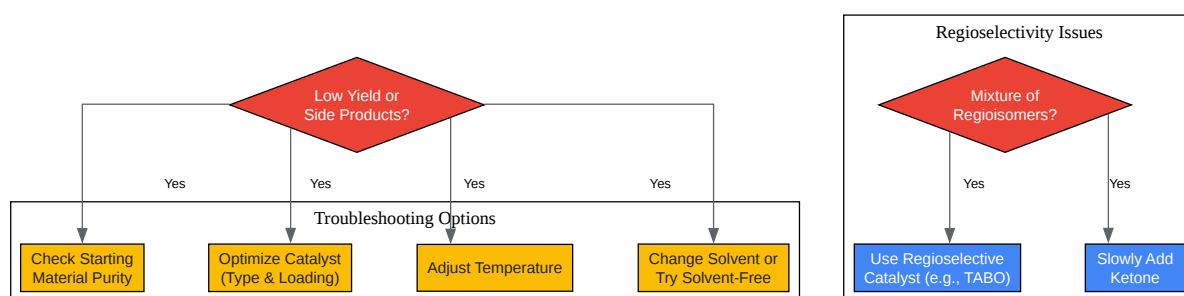 Low Yield or
Side Products?
Yes
Yes
Yes
Yes
Troubleshooting Options
Check Starting
Material Purity
Optimize Catalyst
(Type & Loading)
Adjust Temperature
Change Solvent or
Try Solvent-Free
Regioselectivity Issues
Mixture of
Regioisomers?
Yes
Yes
Use Regioselective
Catalyst (e.g., TABO)
Slowly Add
Ketone